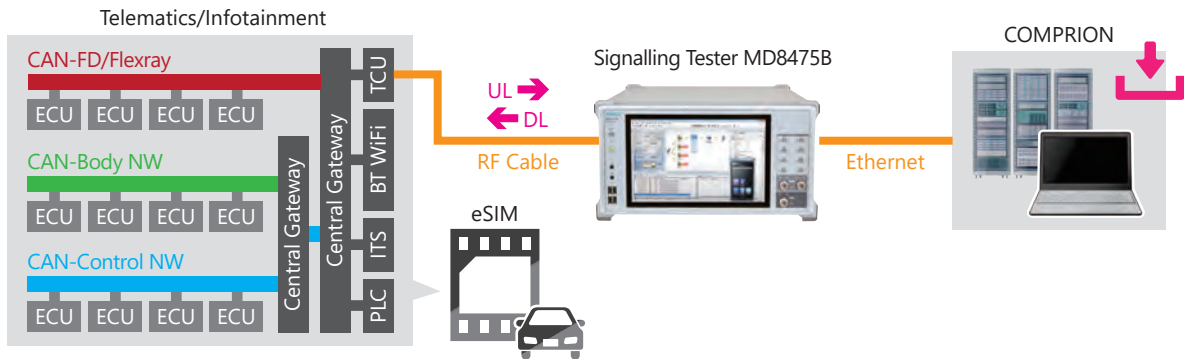 Telematics/Infotainment
CAN-FD/Flexray
ECU ECU ECU ECU
CAN-Body NW
ECU ECU ECU ECU
CAN-Control NW
ECU ECU ECU ECU
Central Gateway
Central Gateway
TCU
BT WiFi
ITS
PLC
eSIM
UL
DL
RF Cable
Signalling Tester MD8475B
Ethernet
COMPRION